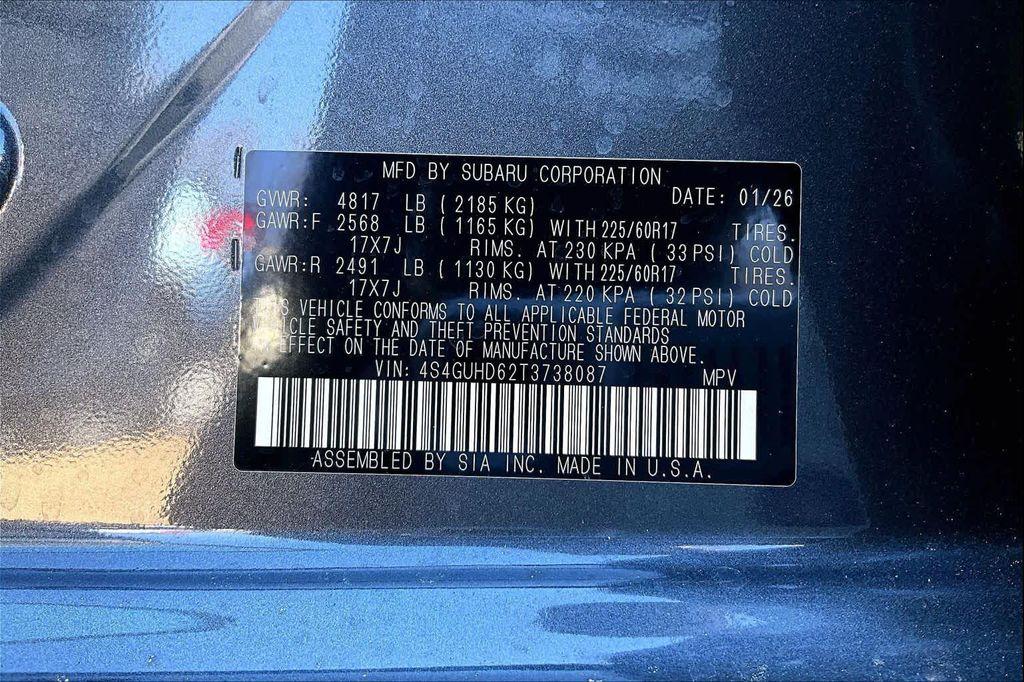 MFD BY SUBARU CORPORATION
DATE: 01/26
GVWR: 4817 LB ( 2185 KG)
GAWR:F 2568 LB ( 1165 KG) WITH 225/60R17 TIRES.
17X7J RIMS. AT 230 KPA ( 33 PSI) COLD
GAWR:R 2491 LB ( 1130 KG) WITH 225/60R17 TIRES.
17X7J RIMS. AT 220 KPA ( 32 PSI) COLD
VEHICLE CONFORMS TO ALL APPLICABLE FEDERAL MOTOR
SAFETY AND THEFT PREVENTION STANDARDS
EFFECT ON THE DATE OF MANUFACTURE SHOWN ABOVE.
VIN: 4S4GUHD62T3738087 MPV
ASSEMBLED BY SIA INC. MADE IN U.S.A.